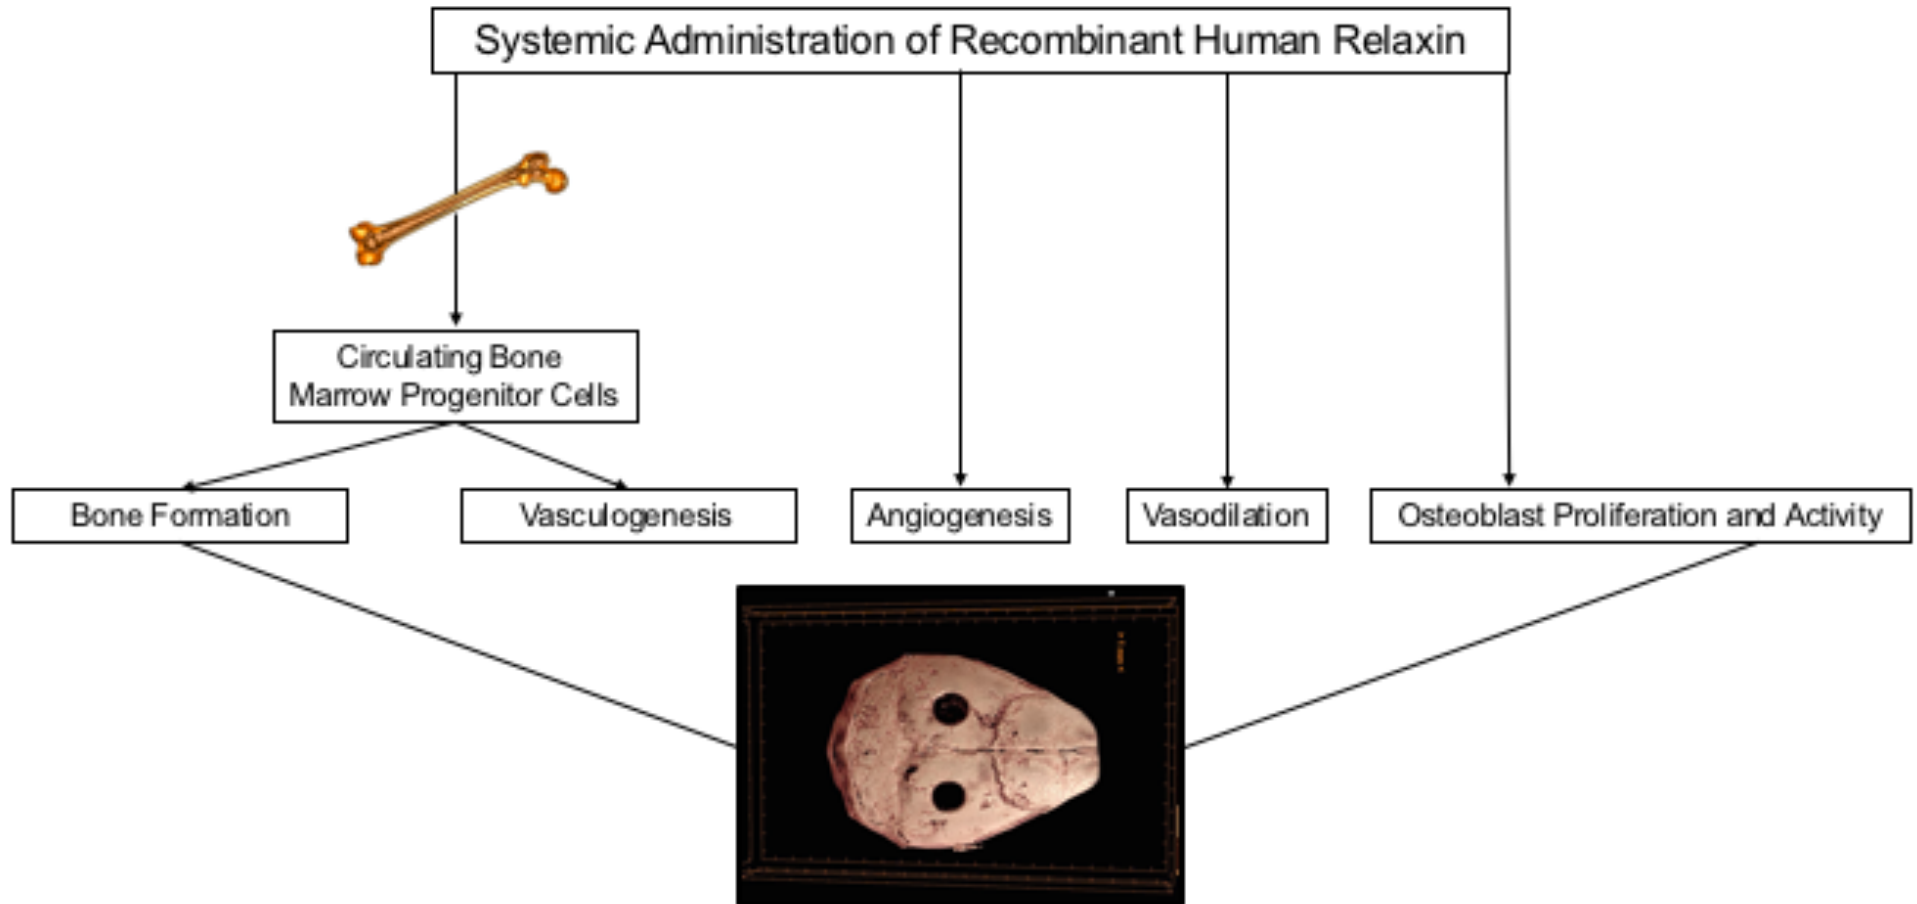 Systemic Administration of Recombinant Human Relaxin
Circulating Bone
Marrow Progenitor Cells
Bone Formation
Vasculogenesis
Angiogenesis
Vasodilation
Osteoblast Proliferation and Activity